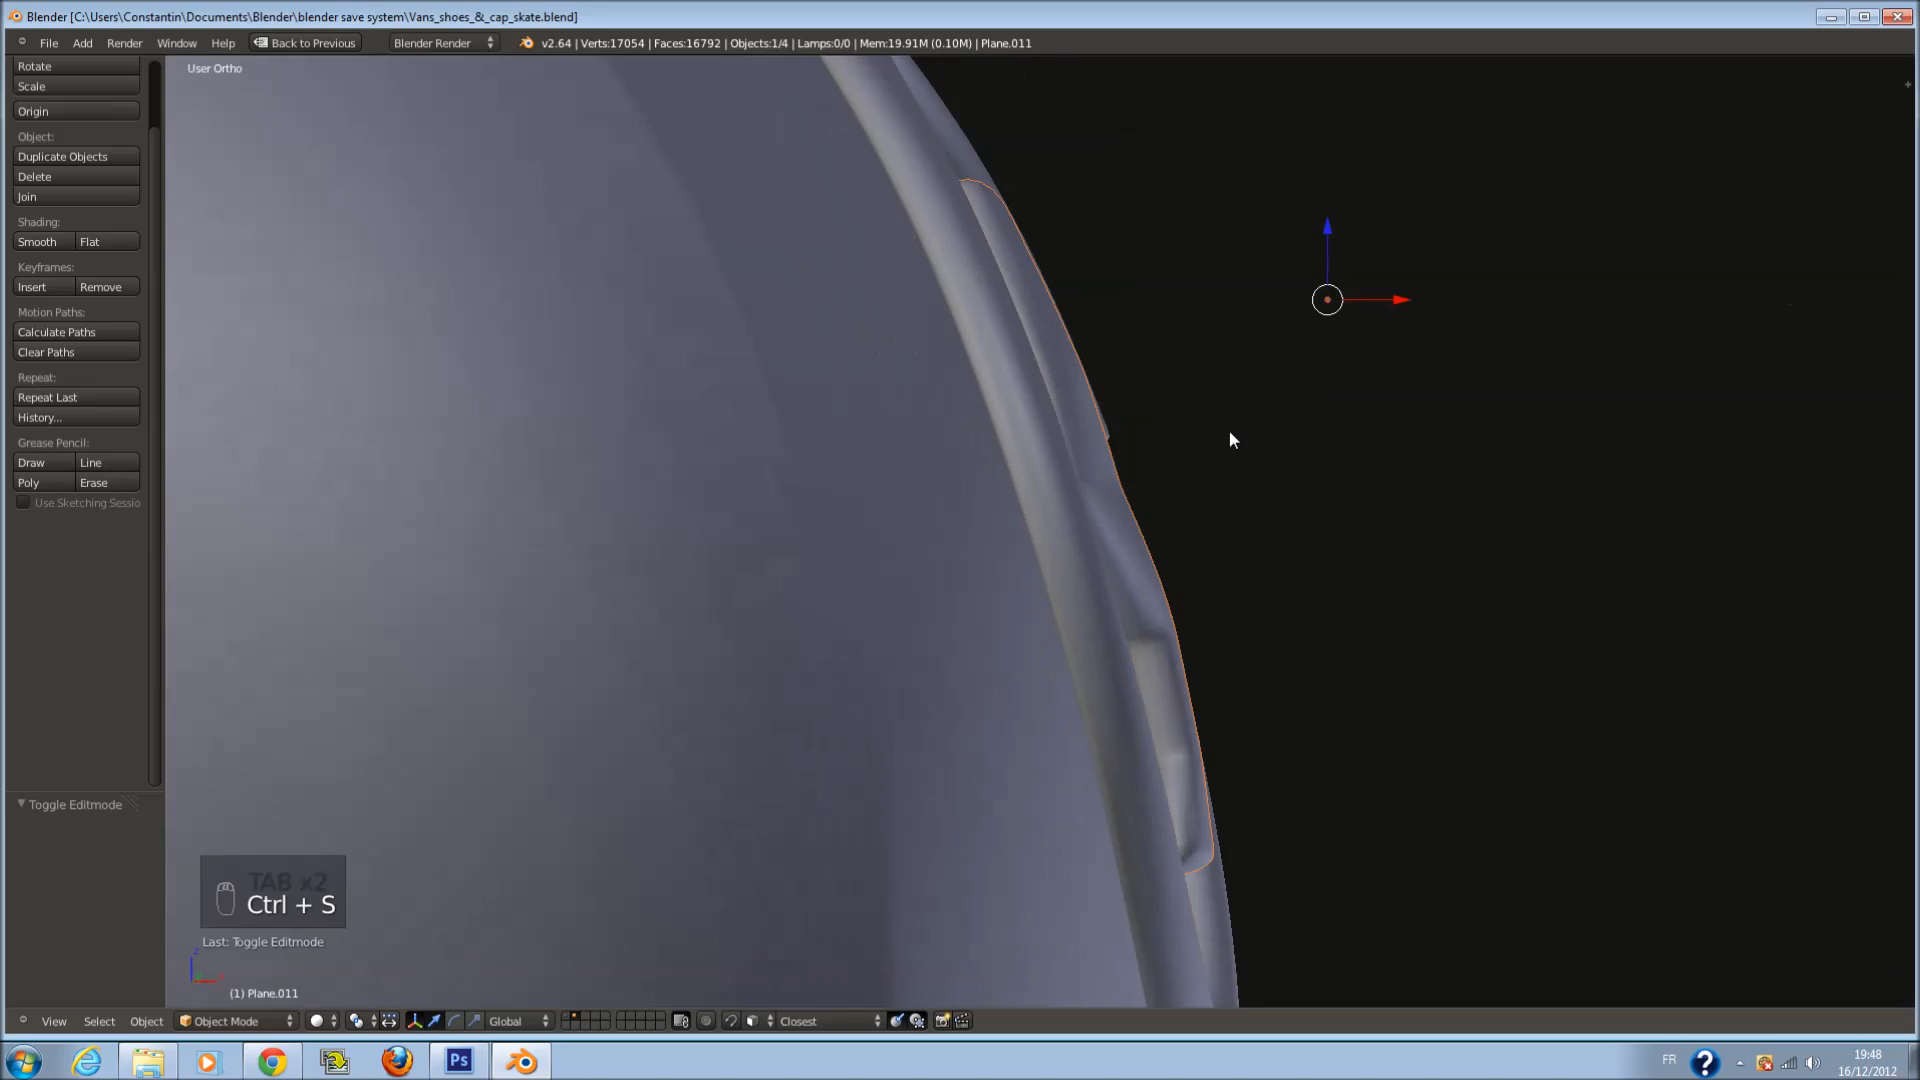 Blender [C:\Users\Constantin\Documents\Blender\blender save system\Vans_shoes_&_cap_skate.blend]
File Add Render Window Help Back to Previous Blender Render v2.64 | Verts:17054 | Faces:16792 | Objects:1/4 | Lamps:0/0 | Mem:19.91M (0.10M) | Plane.011
Rotate
User Ortho
Scale
Origin
Object:
Duplicate Objects
Delete
Join
Shading:
Smooth Flat
Keyframes:
Insert Remove
Motion Paths:
Calculate Paths
Clear Paths
Repeat:
Repeat Last
History...
Grease Pencil:
Draw Line
Poly Erase
Use Sketching Sessio
Toggle Editmode
TAB x2
Ctrl + S
Last: Toggle Editmode
(1) Plane.011
View Select Object Object Mode Global Closest
Ps
FR
19:48
16/12/2012